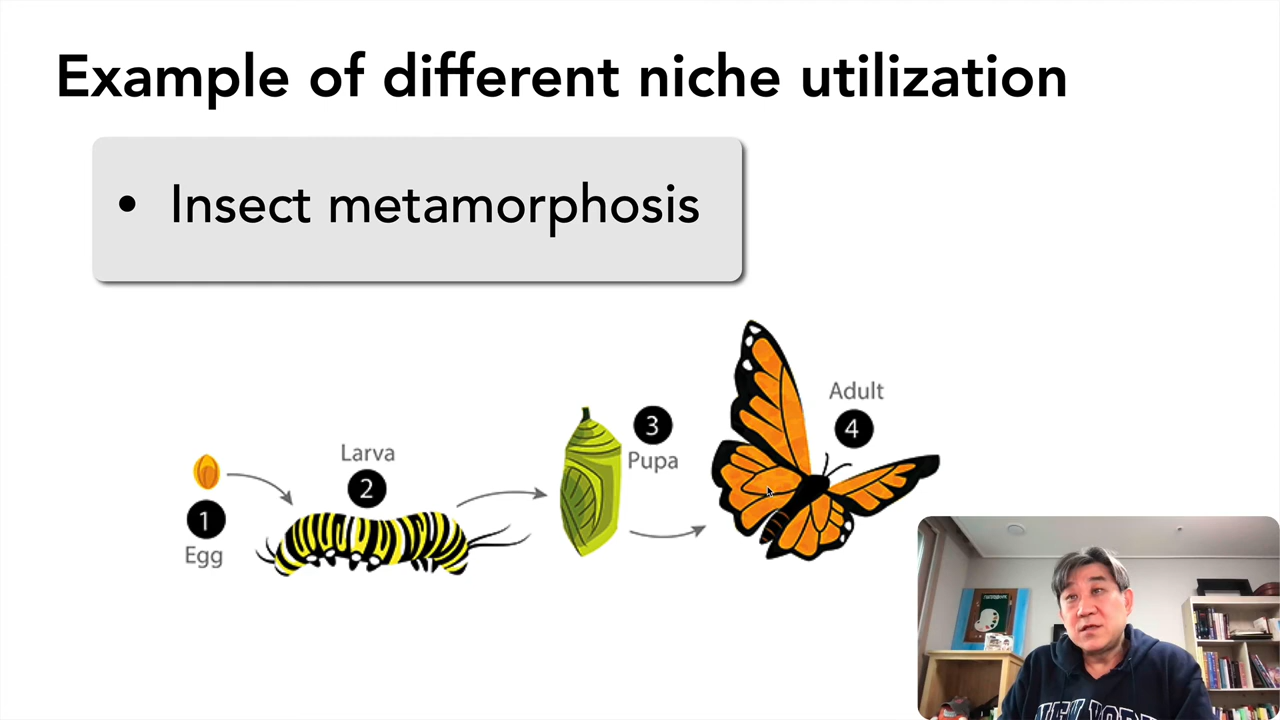 Example of different niche utilization
• Insect metamorphosis
1
Egg
Larva
2
3
Pupa
Adult
4